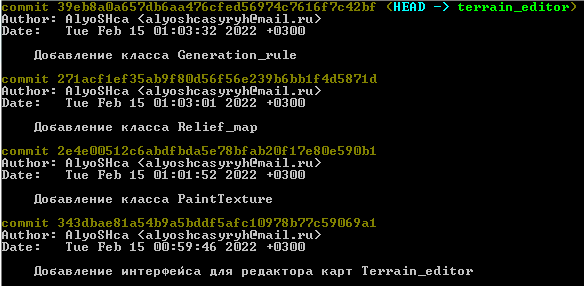 commit 39eb8a0a657db6aa476cfed56974c7616f7c42bf (HEAD -> terrain_editor)
Author: AlyoSHca <alyoshcasyryh@mail.ru>
Date:   Tue Feb 15 01:03:32 2022 +0300
Добавление класса Generation_rule
commit 271acf1ef35ab9f80d56f56e239b6bb1f4d5871d
Author: AlyoSHca <alyoshcasyryh@mail.ru>
Date:   Tue Feb 15 01:03:01 2022 +0300
Добавление класса Relief_map
commit 2e4e00512c6abdfbda5e78bfab20f17e80e590b1
Author: AlyoSHca <alyoshcasyryh@mail.ru>
Date:   Tue Feb 15 01:01:52 2022 +0300
Добавление класса PaintTexture
commit 343dbae81a54b9a5bddf5afc10978b77c59069a1
Author: AlyoSHca <alyoshcasyryh@mail.ru>
Date:   Tue Feb 15 00:59:46 2022 +0300
Добавление интерфейса для редактора карт Terrain_editor